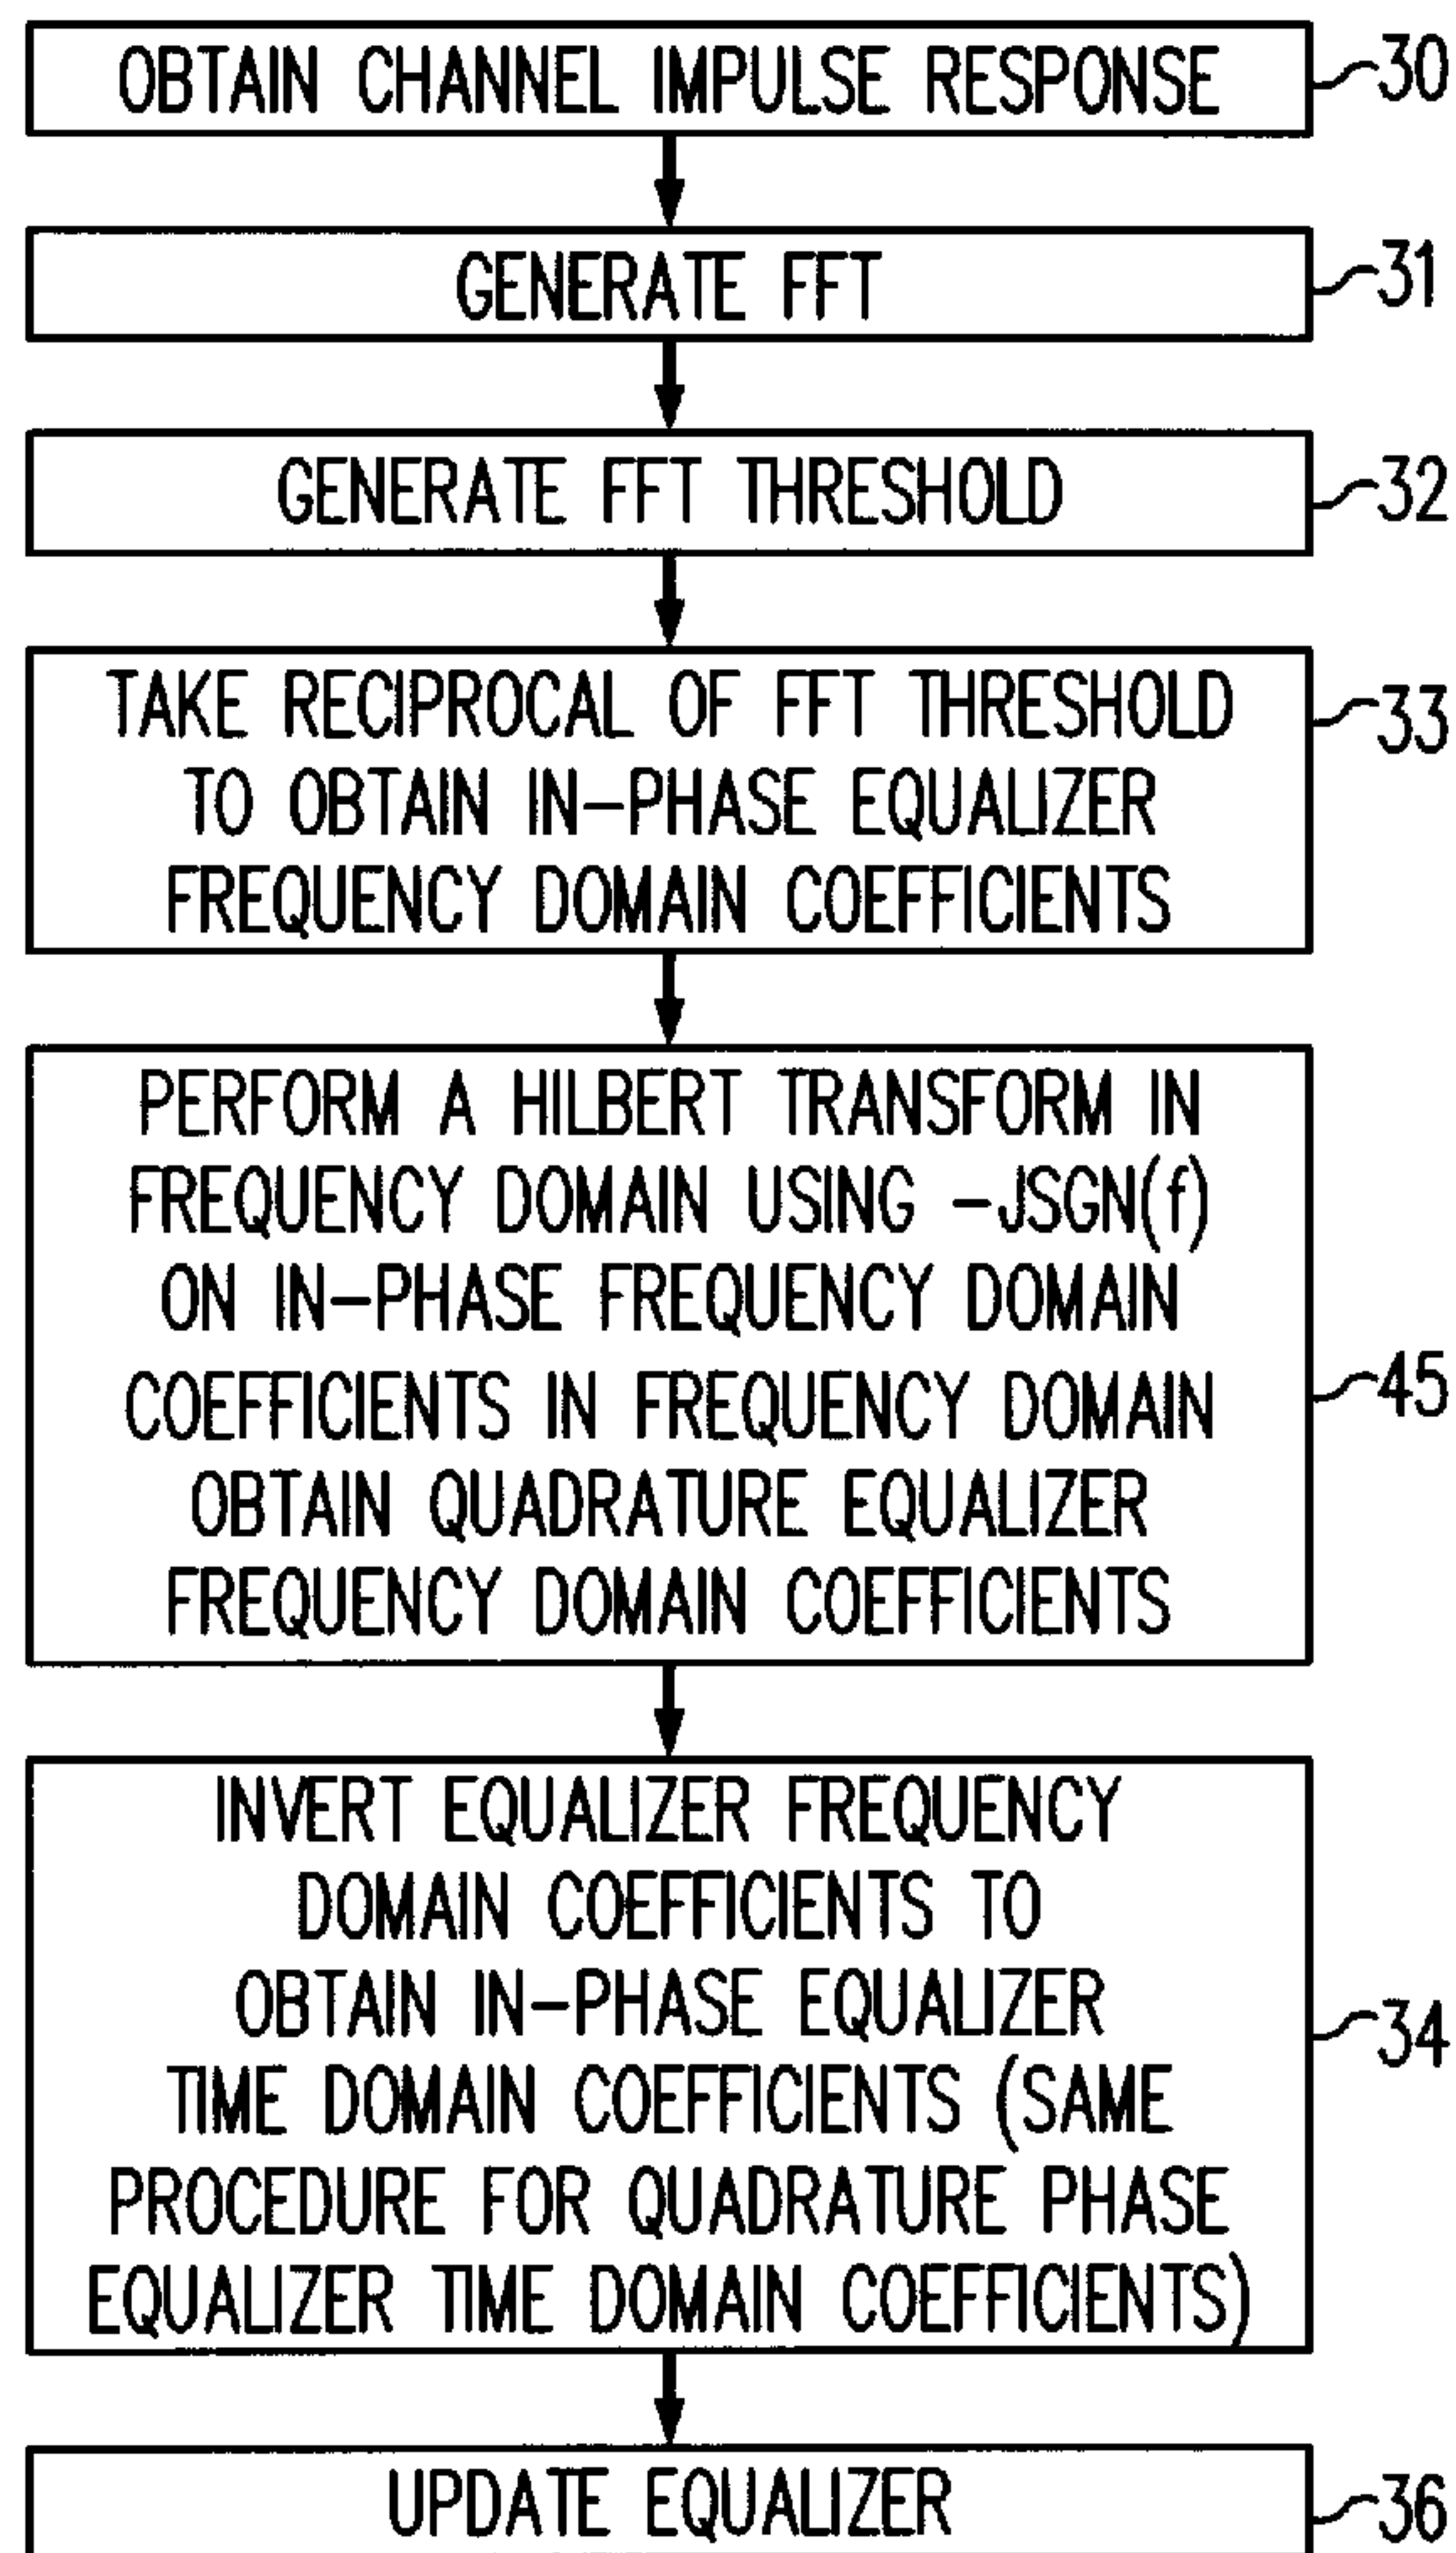 OBTAIN CHANNEL IMPULSE RESPONSE 30
GENERATE FFT 31
GENERATE FFT THRESHOLD 32
TAKE RECIPROCAL OF FFT THRESHOLD 33
TO OBTAIN IN-PHASE EQUALIZER
FREQUENCY DOMAIN COEFFICIENTS
PERFORM A HILBERT TRANSFORM IN
FREQUENCY DOMAIN USING -JSGN(f)
ON IN-PHASE FREQUENCY DOMAIN
COEFFICIENTS IN FREQUENCY DOMAIN 45
OBTAIN QUADRATURE EQUALIZER
FREQUENCY DOMAIN COEFFICIENTS
INVERT EQUALIZER FREQUENCY
DOMAIN COEFFICIENTS TO
OBTAIN IN-PHASE EQUALIZER 34
TIME DOMAIN COEFFICIENTS (SAME
PROCEDURE FOR QUADRATURE PHASE
EQUALIZER TIME DOMAIN COEFFICIENTS)
UPDATE EQUALIZER 36